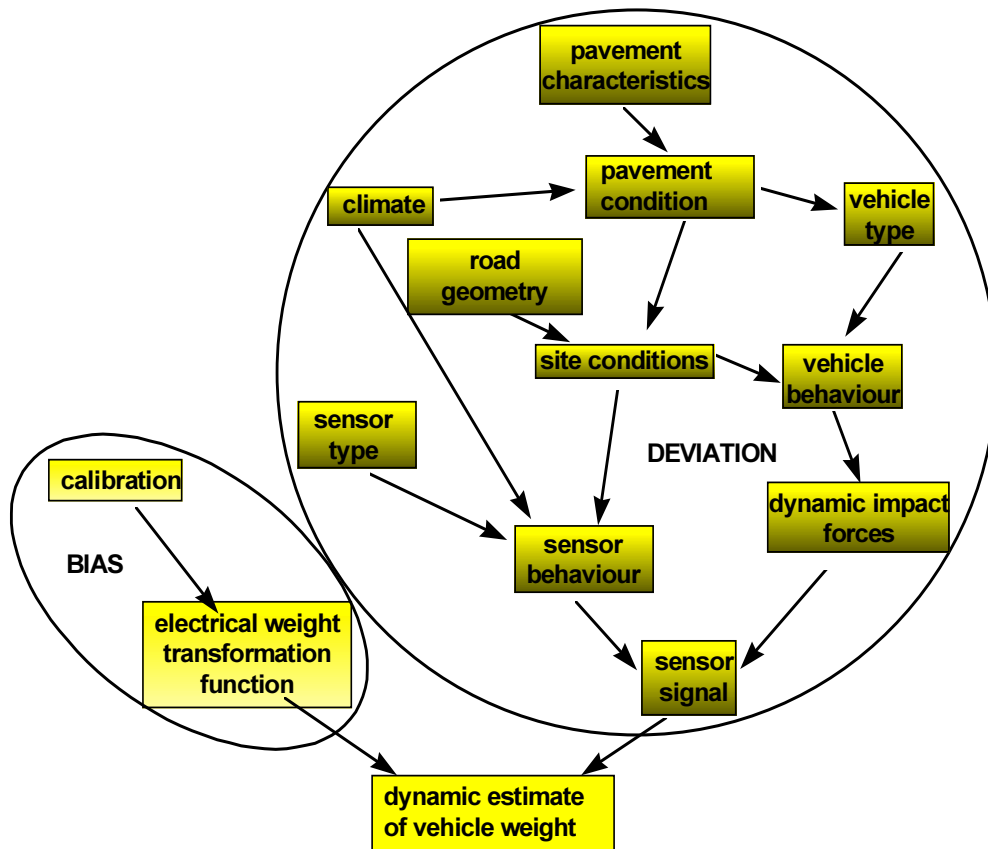 pavement
characteristics
pavement
condition
climate
vehicle
type
road
geometry
site conditions
vehicle
behaviour
sensor
type
DEVIATION
calibration
dynamic impact
forces
sensor
behaviour
BIAS
electrical weight
transformation
function
sensor
signal
dynamic estimate
of vehicle weight